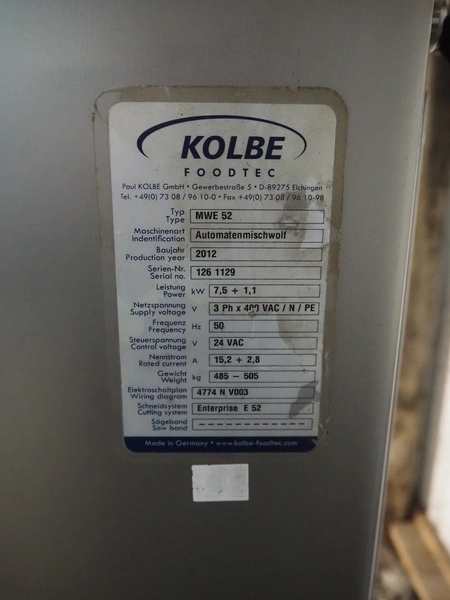 KOLBE
FOODTEC
Paul KOLBE GmbH • Gewerbestraße 5 • D-89275 Elchingen
Tel. +49(0) 73 08 / 96 10-0 • Fax +49(0) 73 08 / 96 10-98
Typ
Type MWE 52
Maschinenart
Indentification Automatenmischwolf
Baujahr
Production year 2012
Serien-Nr.
Serial no. 126 1129
Leistung
Power kW 7,5 + 1,1
Netzspannung
Supply voltage V 3 Ph x 400 VAC / N / PE
Frequenz
Frequency Hz 50
Steuerspannung
Control voltage V 24 VAC
Nennstrom
Rated current A 15,2 + 2,8
Gewicht
Weight kg 485 – 505
Elektroschaltplan
Wiring diagram 4774 N V003
Schneidsystem
Cutting system Enterprise E 52
Sägeband
Saw band – – – – – – – –
Made in Germany • www.kolbe-foodtec.com